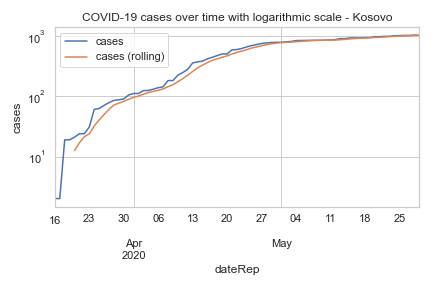 COVID-19 cases over time with logarithmic scale - Kosovo
cases
cases (rolling)
10³
10²
10¹
cases
16 23 30 06 13 20 27 04 11 18 25
Apr May
2020
dateRep